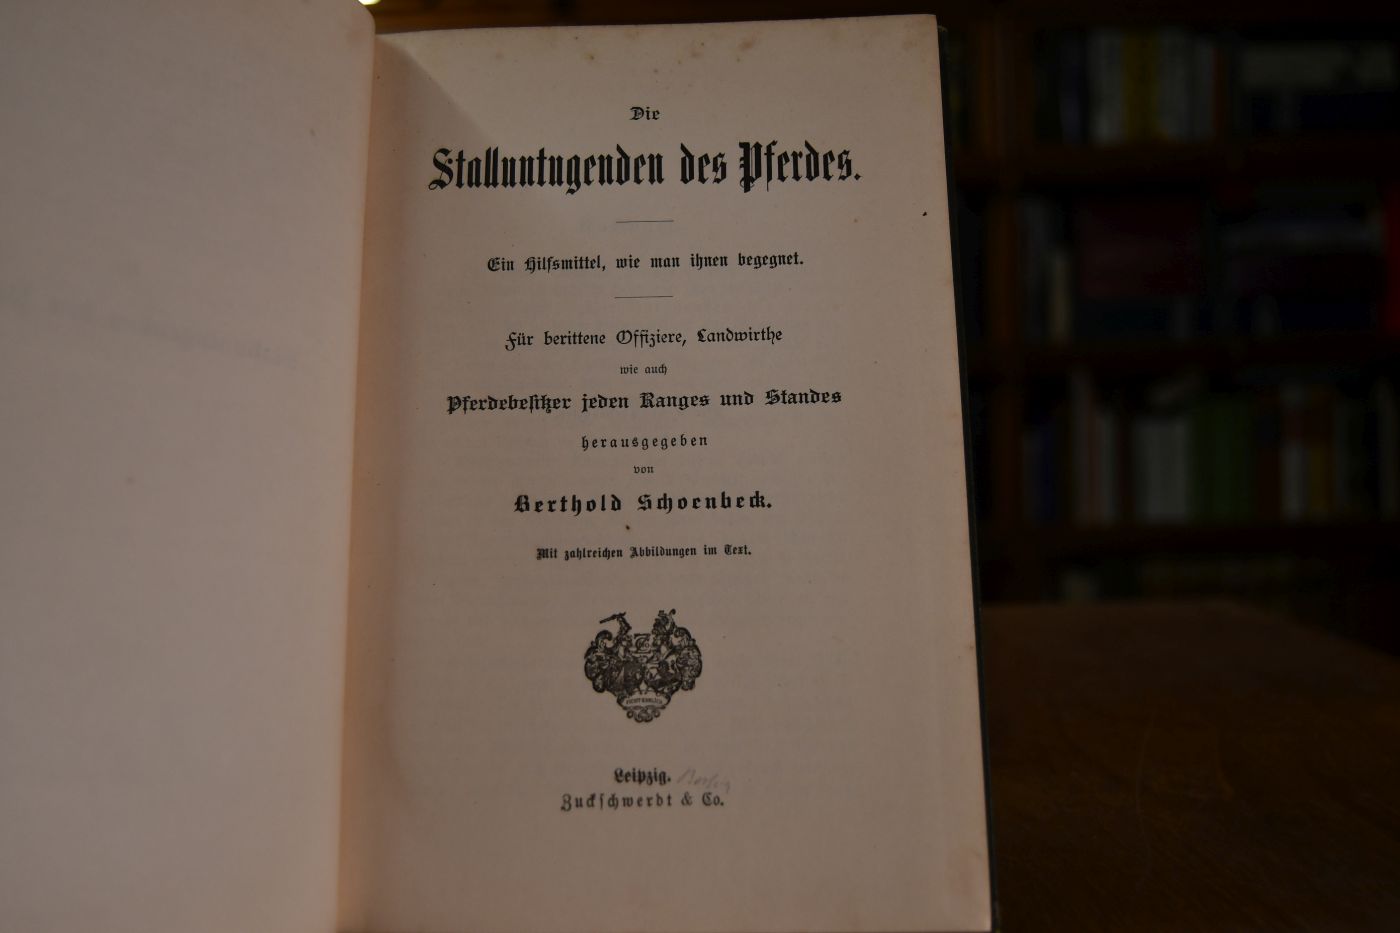 Die
Stalluntugenden des Pferdes.
Ein Hilfsmittel, wie man ihnen begegnet.
Für berittene Offiziere, Landwirthe
wie auch
Pferdebesitzer jeden Ranges und Standes
herausgegeben
von
Berthold Schoenbeck.
Mit zahlreichen Abbildungen im Text.
Leipzig.
Zuckschwerdt & Co.